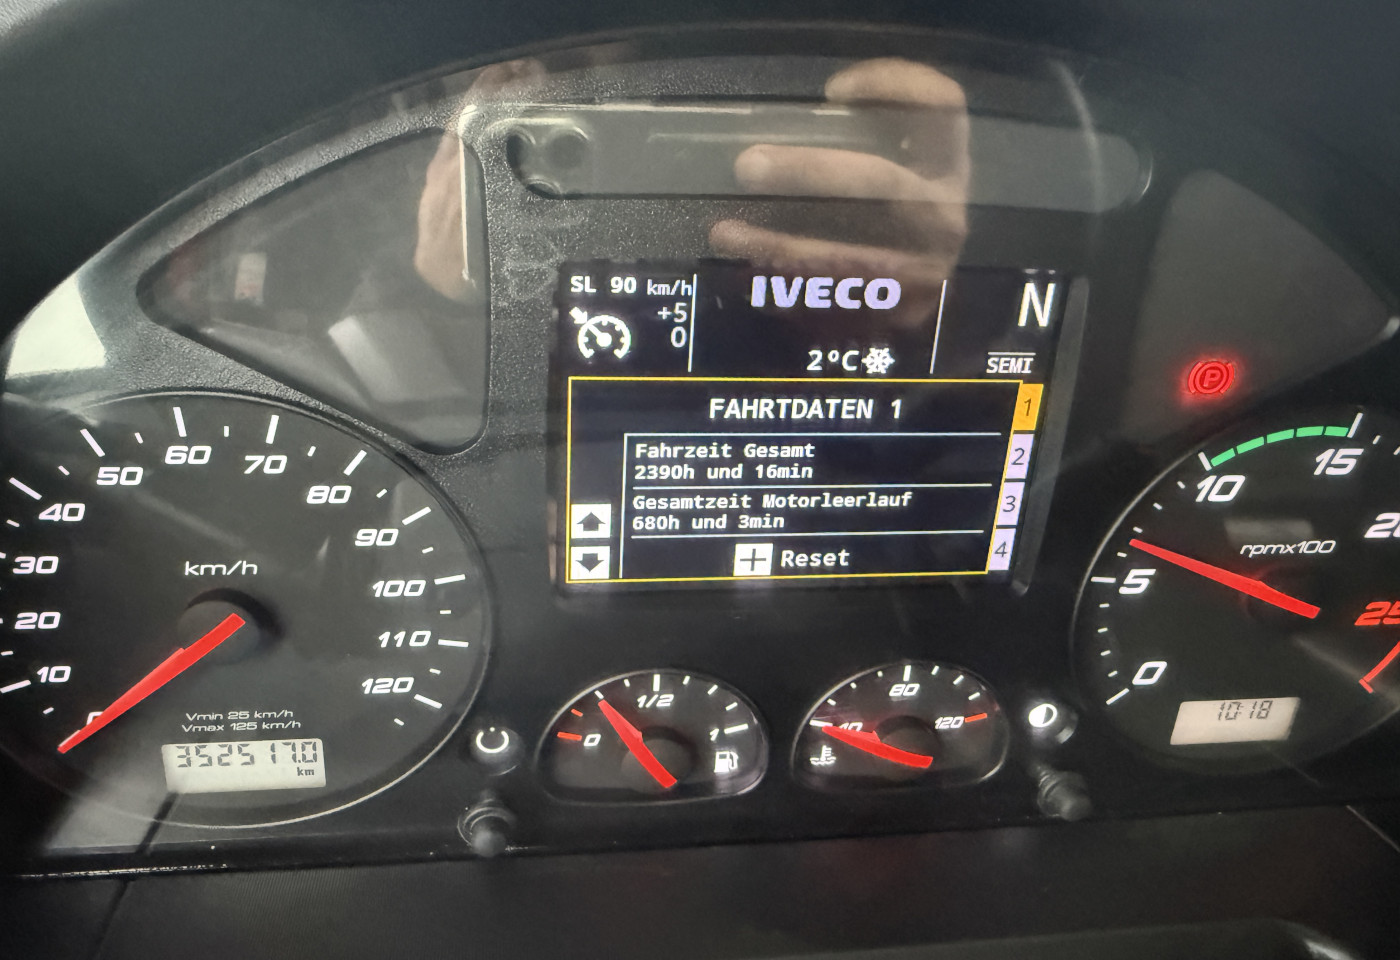 SL 90 km/h
+5
0
IVECO
2°C
N
SEMI
FAHRTDATEN 1
1
2
3
4
Fahrzeit Gesamt
2390h und 16min
Gesamtzeit Motorleerlauf
680h und 3min
+ Reset
10
20
30
40
50
60
70
80
90
100
110
120
km/h
Vmin 25 km/h
Vmax 125 km/h
352517.0
km
0
1/2
1
40
80
120
P
0
5
10
15
25
rpmx100
10:18